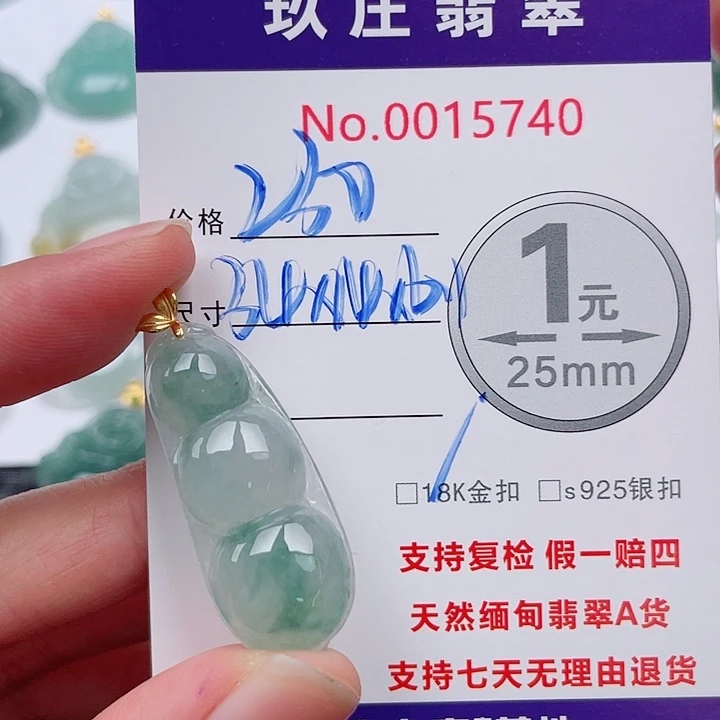 玖庄翡翠
No.0015740
价格 250
尺寸
1元
25mm
□18K金扣 □s925银扣
支持复检 假一赔四
天然缅甸翡翠A货
支持七天无理由退货